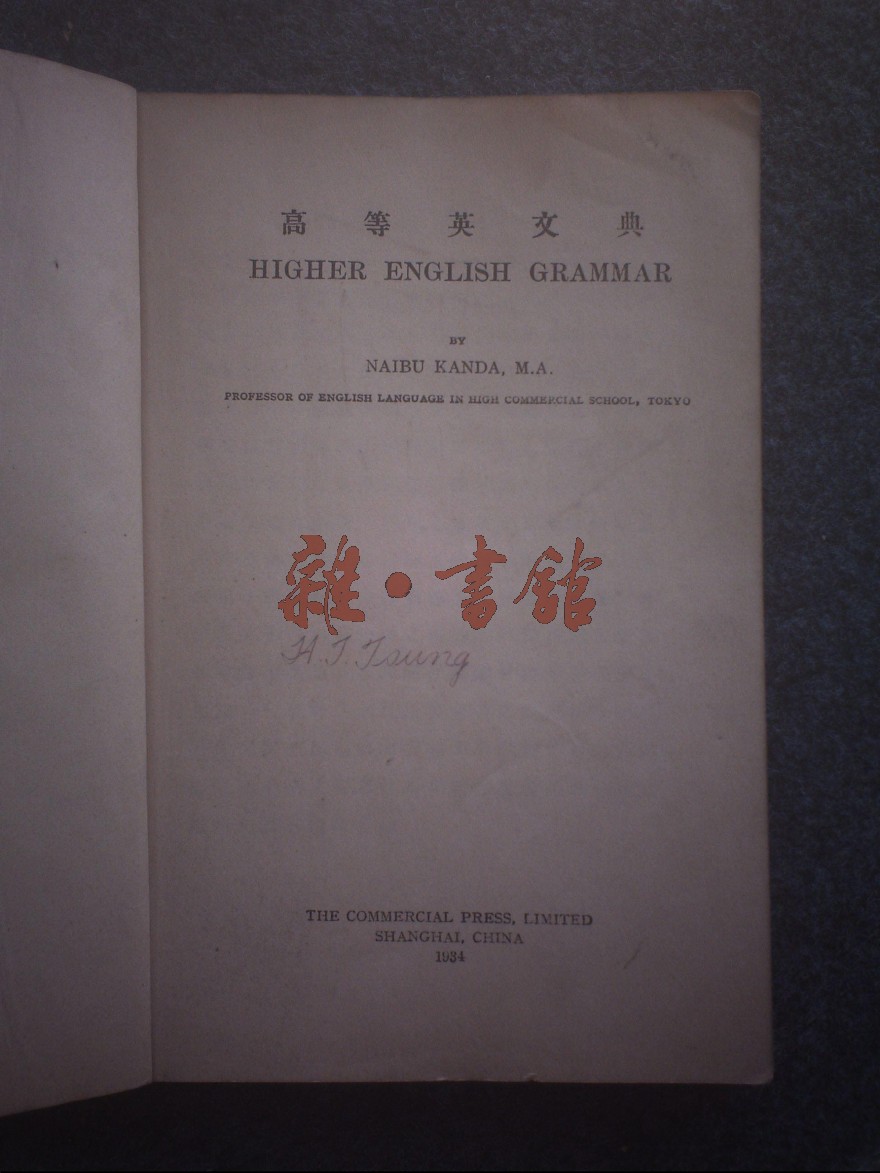 高等英文典
HIGHER ENGLISH GRAMMAR
BY
NAIBU KANDA, M.A.
PROFESSOR OF ENGLISH LANGUAGE IN HIGH COMMERCIAL SCHOOL, TOKYO
雜·書館
H. T. Tsung
THE COMMERCIAL PRESS, LIMITED
SHANGHAI, CHINA
1934